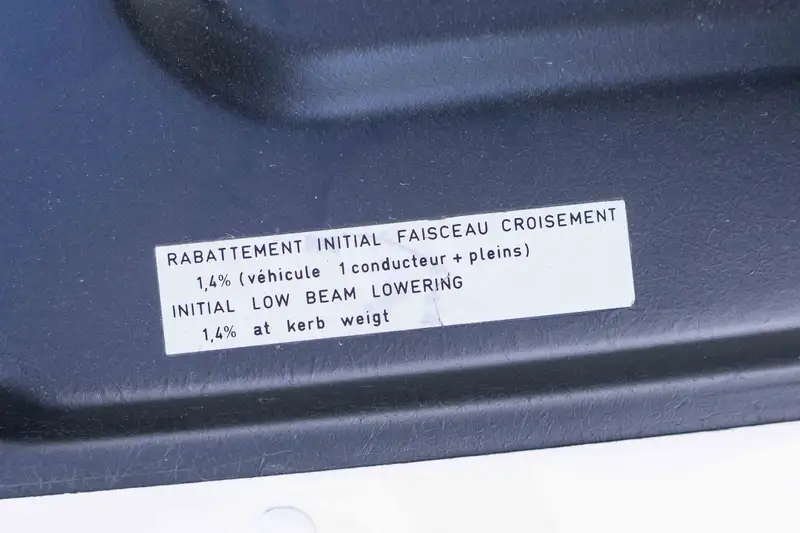 RABATTEMENT INITIAL FAISCEAU CROISEMENT
1,4% (véhicule 1 conducteur + pleins)
INITIAL LOW BEAM LOWERING
1,4% at kerb weigt